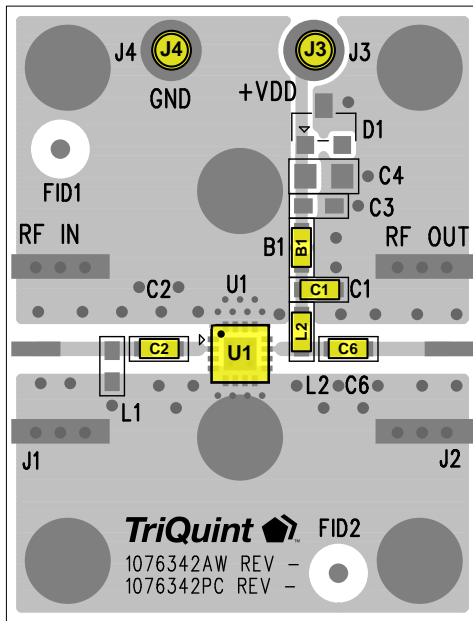 J4 J4 J3 J3
GND +VDD
D1
FID1 C4
C3
RF IN B1 B1 RF OUT
C2 U1 C1 C1
L2
C2 U1 C6
L1 L2 C6
J1 J2
TriQuint FID2
1076342AW REV -
1076342PC REV -